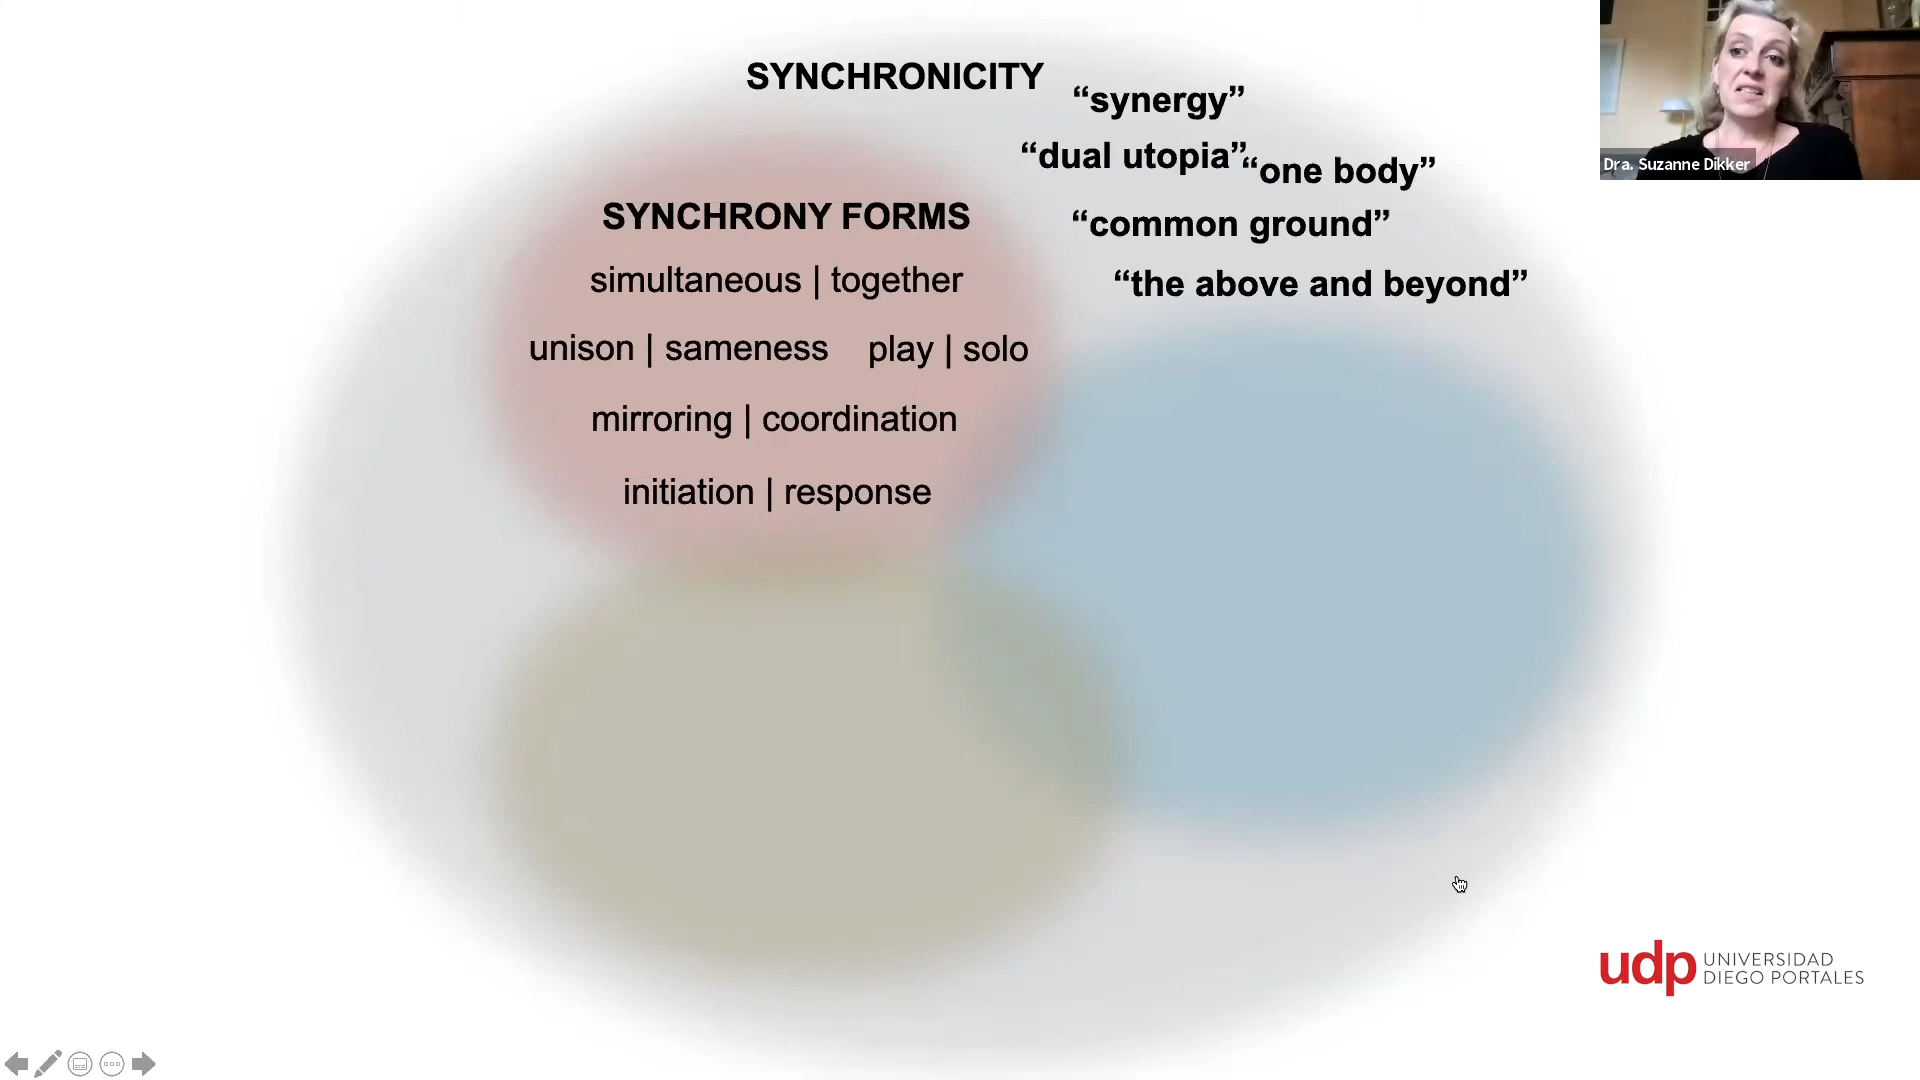 SYNCHRONICITY
“synergy”
“dual utopia”
“one body”
“common ground”
“the above and beyond”
SYNCHRONY FORMS
simultaneous | together
unison | sameness
play | solo
mirroring | coordination
initiation | response
Dra. Suzanne Dikker
udp UNIVERSIDAD
DIEGO PORTALES